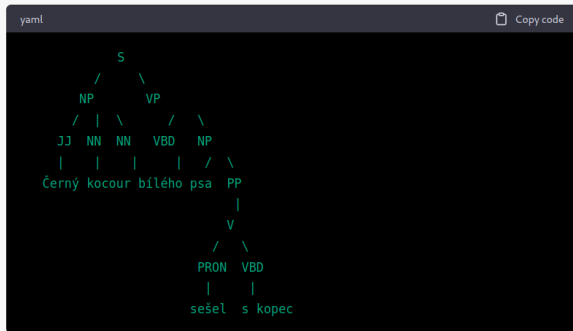 yaml Copy code
S
/ \
NP VP
/ | \ / \
JJ NN NN VBD NP
| | | | / \
Černý kocour bílého psa PP
|
V
/ \
PRON VBD
| |
sešel s kopec